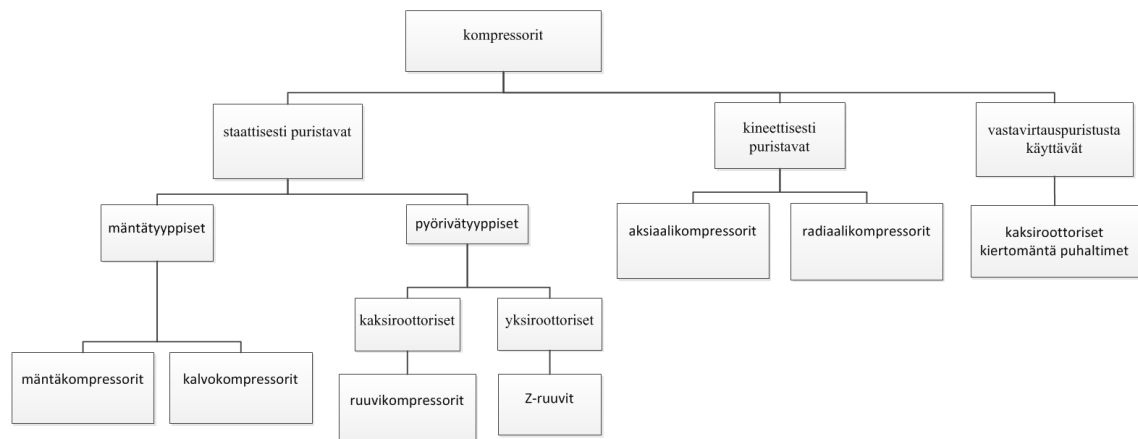 kompressorit
staattisesti puristavat
kineettisesti
puristavat
vastavirtauspuristusta
käyttävät
mäntätyyppiset
pyörivätyyppiset
aksiaalikompressorit
radiaalikompressorit
kaksiroottoriset
kiertomäntä puhaltimet
kaksiroottoriset
yksiroottoriset
mäntäkompressorit
kalvokompressorit
ruuvikompressorit
Z-ruuvit